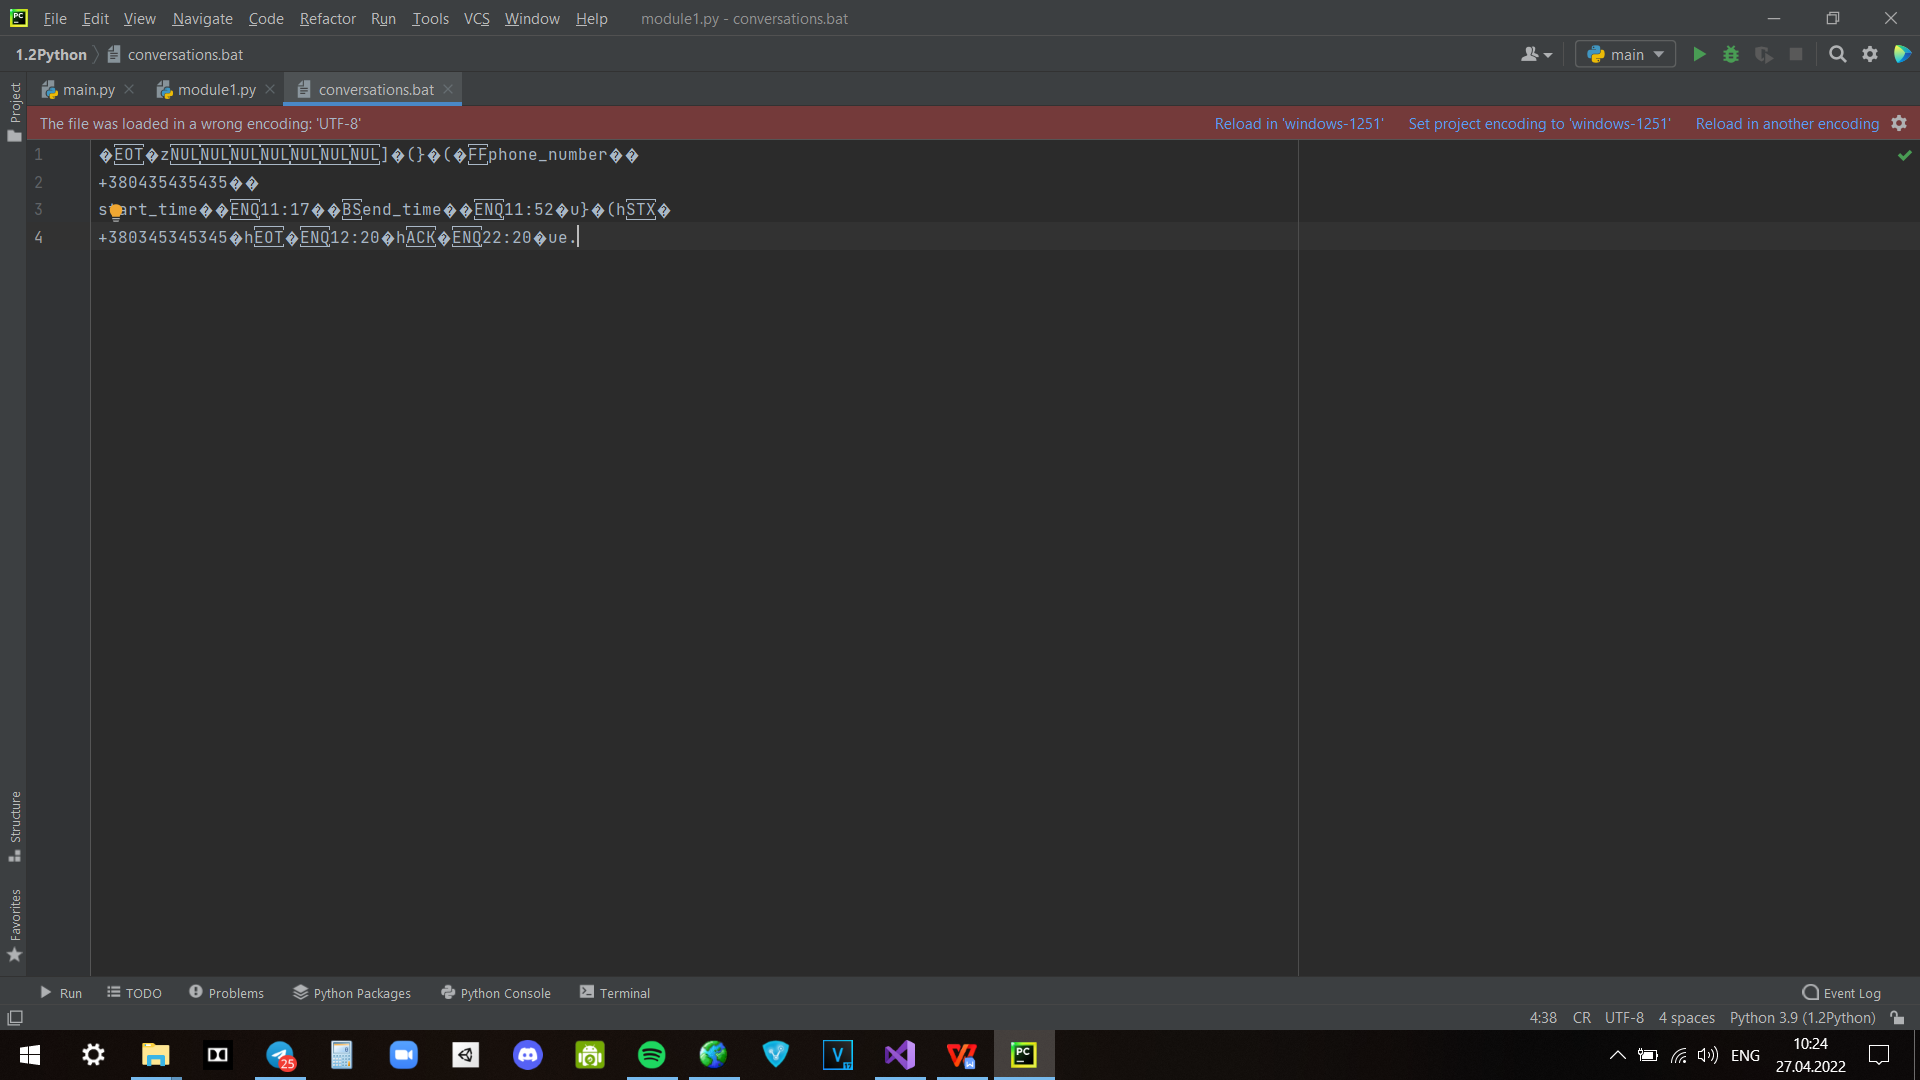 PC File Edit View Navigate Code Refactor Run Tools VCS Window Help module1.py - conversations.bat
1.2Python conversations.bat main
main.py module1.py conversations.bat
The file was loaded in a wrong encoding: 'UTF-8' Reload in 'windows-1251' Set project encoding to 'windows-1251' Reload in another encoding
1 �EOT�zNULNULNULNULNULNULNUL]�(}�(�FFphone_number��
2 +380435435435��
3 start_time��ENQ11:17��BSend_time��ENQ11:52�u}�(hSTX�
4 +380345345345�hEOT�ENQ12:20�hACK�ENQ22:20�ue.
Project
Structure
Favorites
Run TODO Problems Python Packages Python Console Terminal Event Log
4:38 CR UTF-8 4 spaces Python 3.9 (1.2Python)
25 V 17 W PC ENG 10:24
27.04.2022